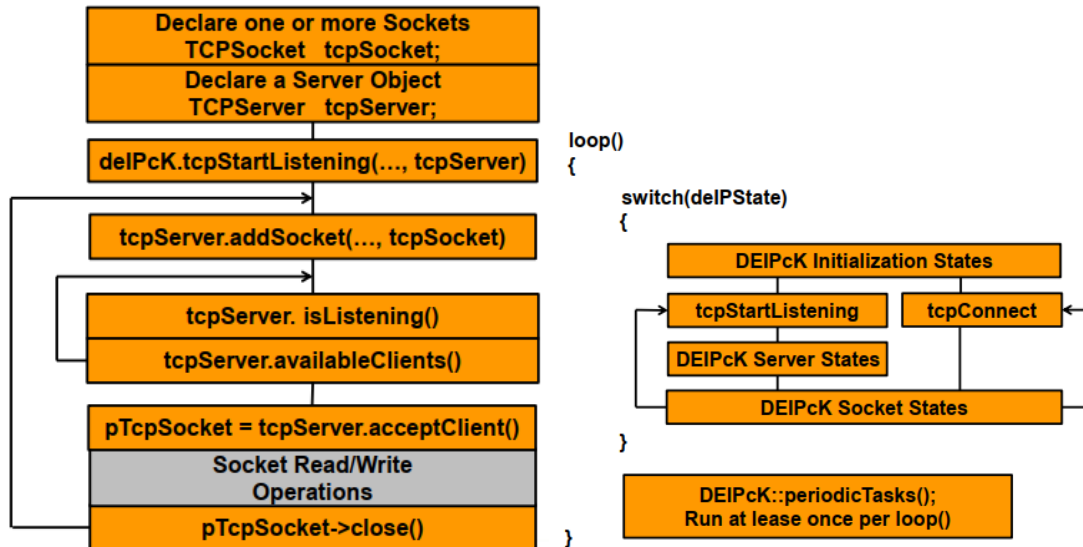 Declare one or more Sockets
TCPSocket tcpSocket;
Declare a Server Object
TCPServer tcpServer;
deIPcK.tcpStartListening(…, tcpServer)
tcpServer.addSocket(…, tcpSocket)
tcpServer. isListening()
tcpServer.availableClients()
pTcpSocket = tcpServer.acceptClient()
Socket Read/Write
Operations
pTcpSocket->close()
loop()
{
switch(deIPState)
{
DEIPcK Initialization States
tcpStartListening
tcpConnect
DEIPcK Server States
DEIPcK Socket States
}
DEIPcK::periodicTasks();
Run at lease once per loop()
}